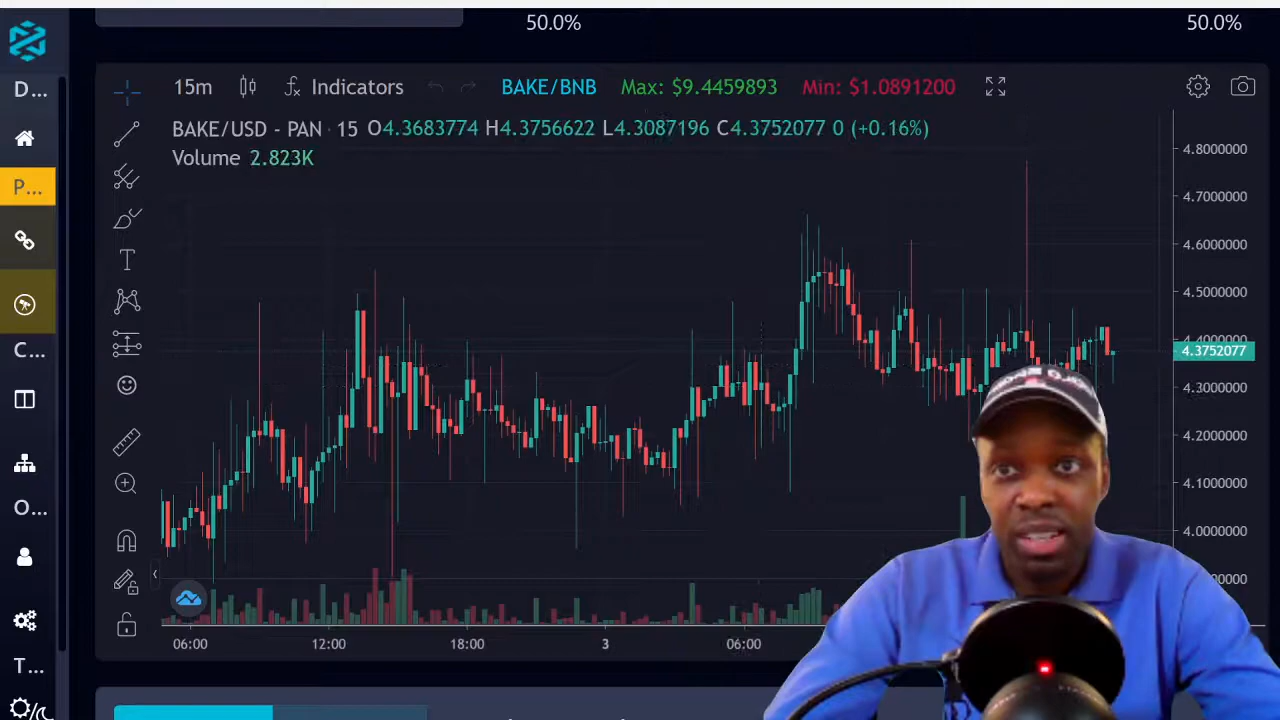 50.0% 50.0%
D...
15m Indicators BAKE/BNB Max: $9.4459893 Min: $1.0891200
BAKE/USD - PAN · 15 O4.3683774 H4.3756622 L4.3087196 C4.3752077 0 (+0.16%)
Volume 2.823K
P...
C...
O...
T...
4.8000000
4.7000000
4.6000000
4.5000000
4.3752077
4.3000000
4.2000000
4.1000000
4.0000000
06:00 12:00 18:00 3 06:00